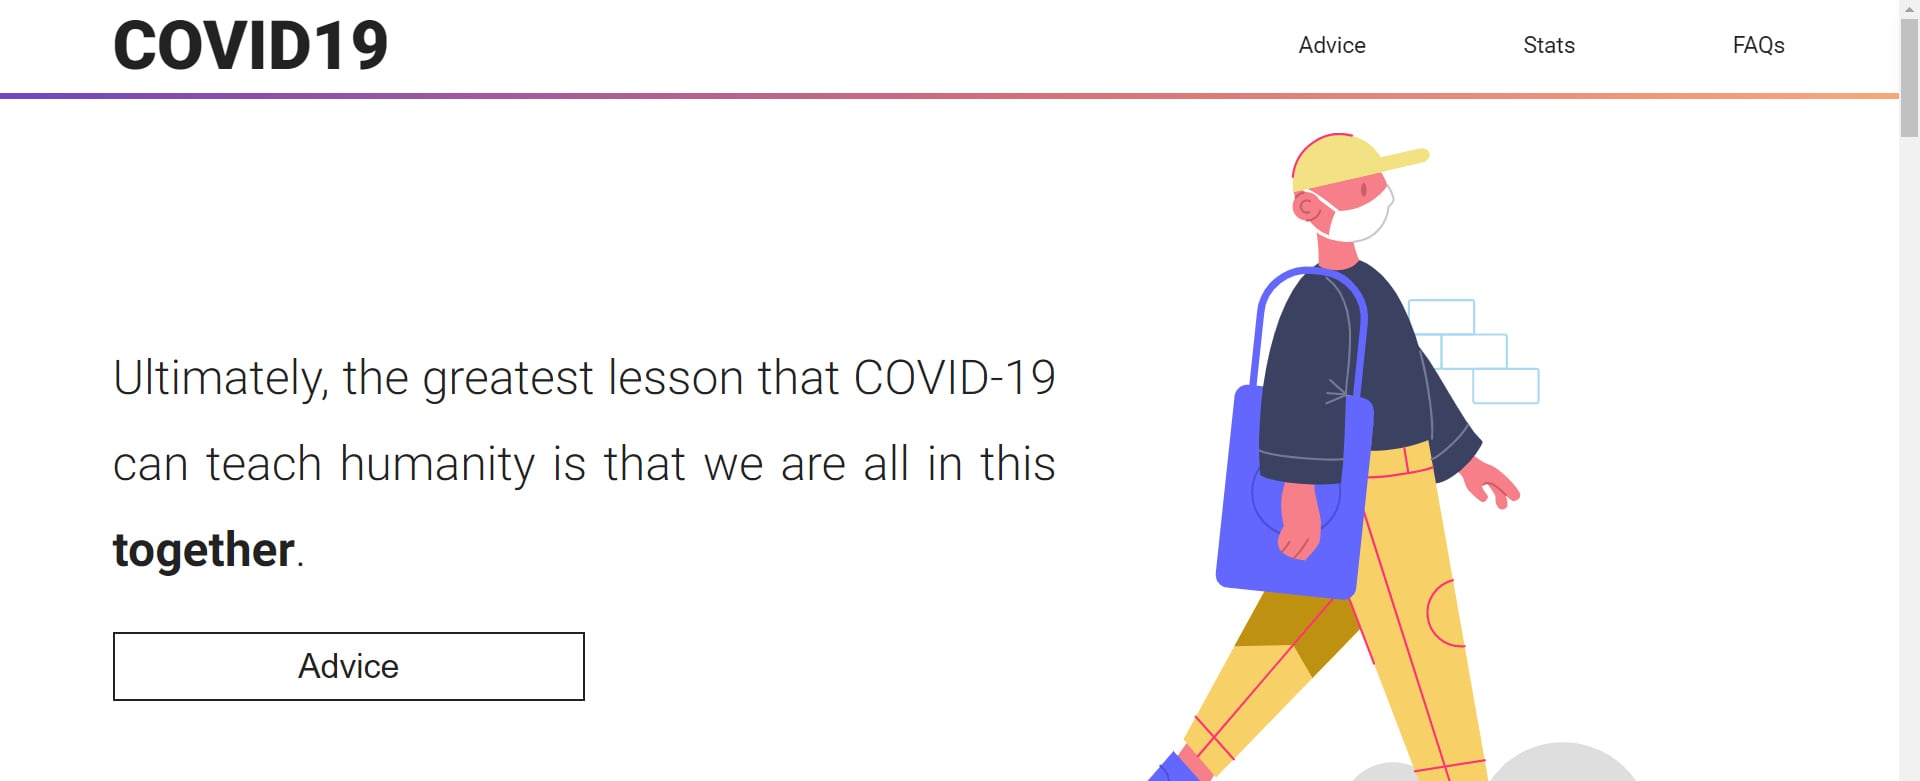 COVID19
Advice
Stats
FAQs
Ultimately, the greatest lesson that COVID-19
can teach humanity is that we are all in this
together.
Advice